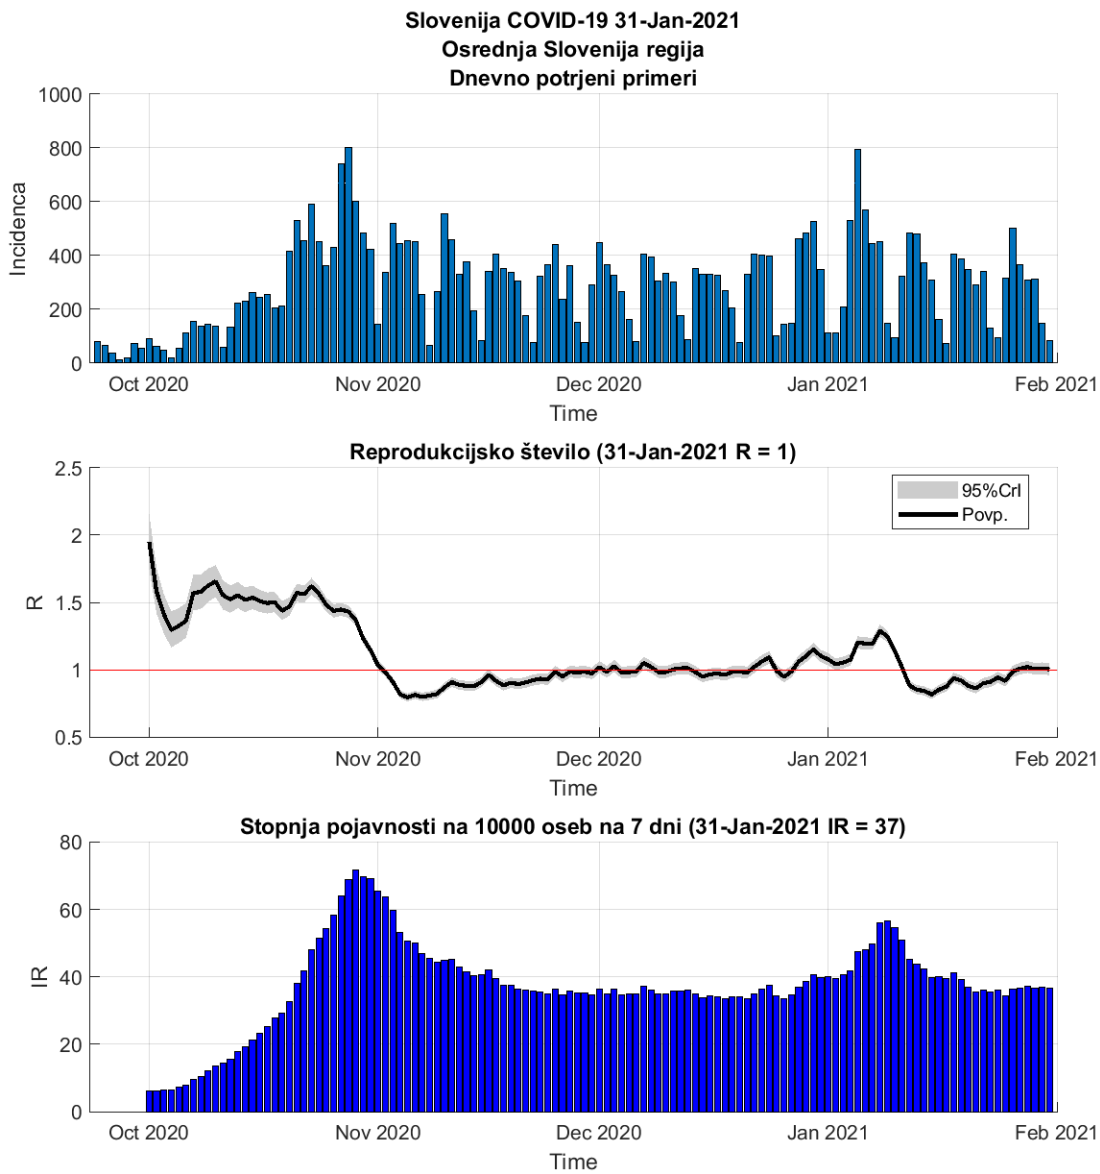 Slovenija COVID-19 31-Jan-2021
Osrednja Slovenija regija
Dnevno potrjeni primeri
1000
800
600
400
200
0
Incidenca
Oct 2020 Nov 2020 Dec 2020 Jan 2021 Feb 2021
Time
Reprodukcijsko število (31-Jan-2021 R = 1)
2.5
2
1.5
1
0.5
R
95%CrI
Povp.
Oct 2020 Nov 2020 Dec 2020 Jan 2021 Feb 2021
Time
Stopnja pojavnosti na 10000 oseb na 7 dni (31-Jan-2021 IR = 37)
80
60
40
20
0
IR
Oct 2020 Nov 2020 Dec 2020 Jan 2021 Feb 2021
Time